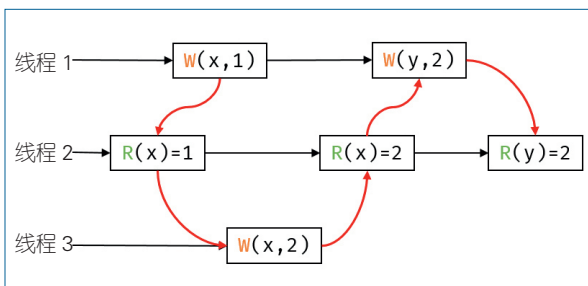 线程 1 W(x,1) W(y,2)
线程 2 R(x)=1 R(x)=2 R(y)=2
线程 3 W(x,2)